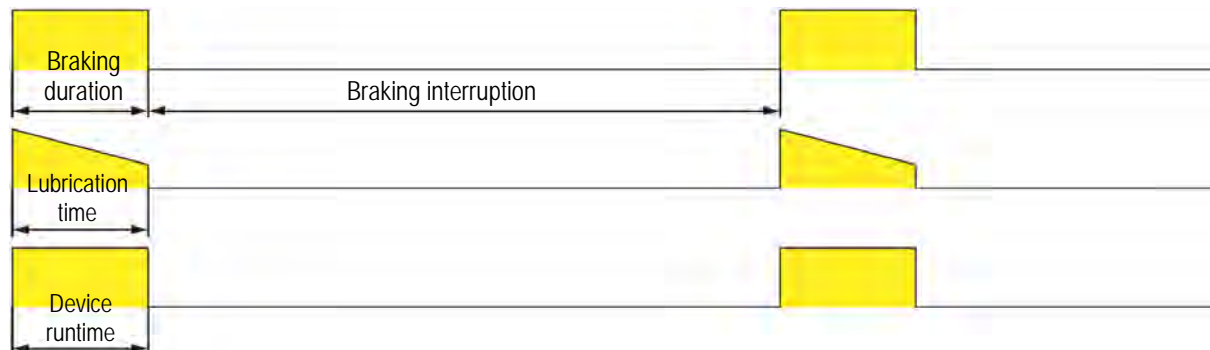 Braking
duration
Braking interruption
Lubrication
time
Device
runtime